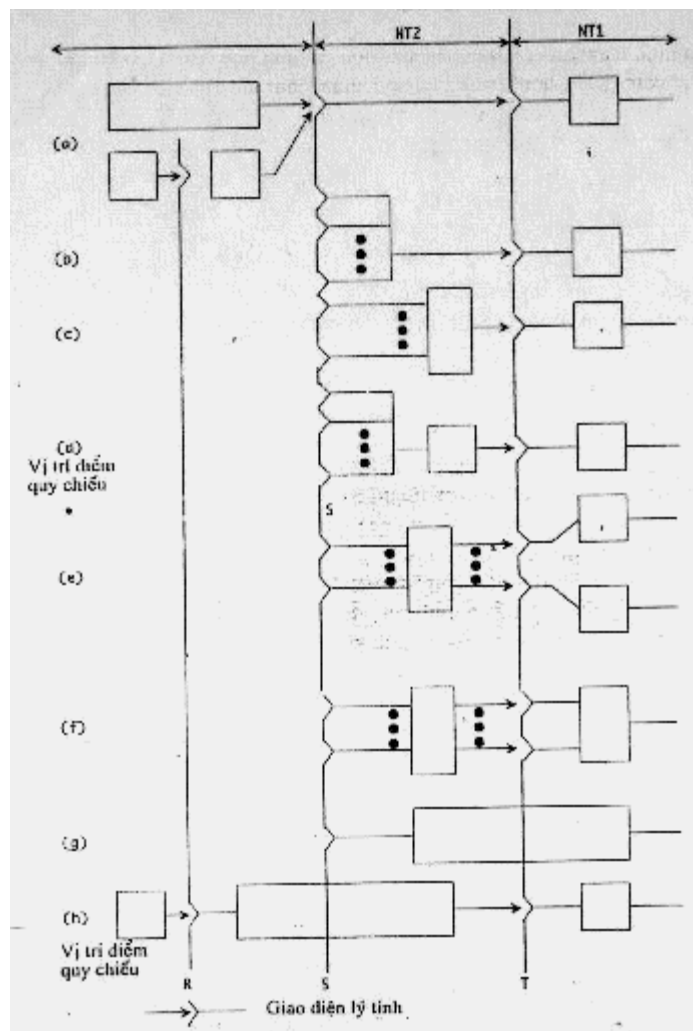 NT2 NT1
(a)
(b)
(c)
(d)
Vị trí điểm
quy chiếu
S
(e)
(f)
(g)
(h)
Vị trí điểm
quy chiếu
R S T
Giao diện lý tính